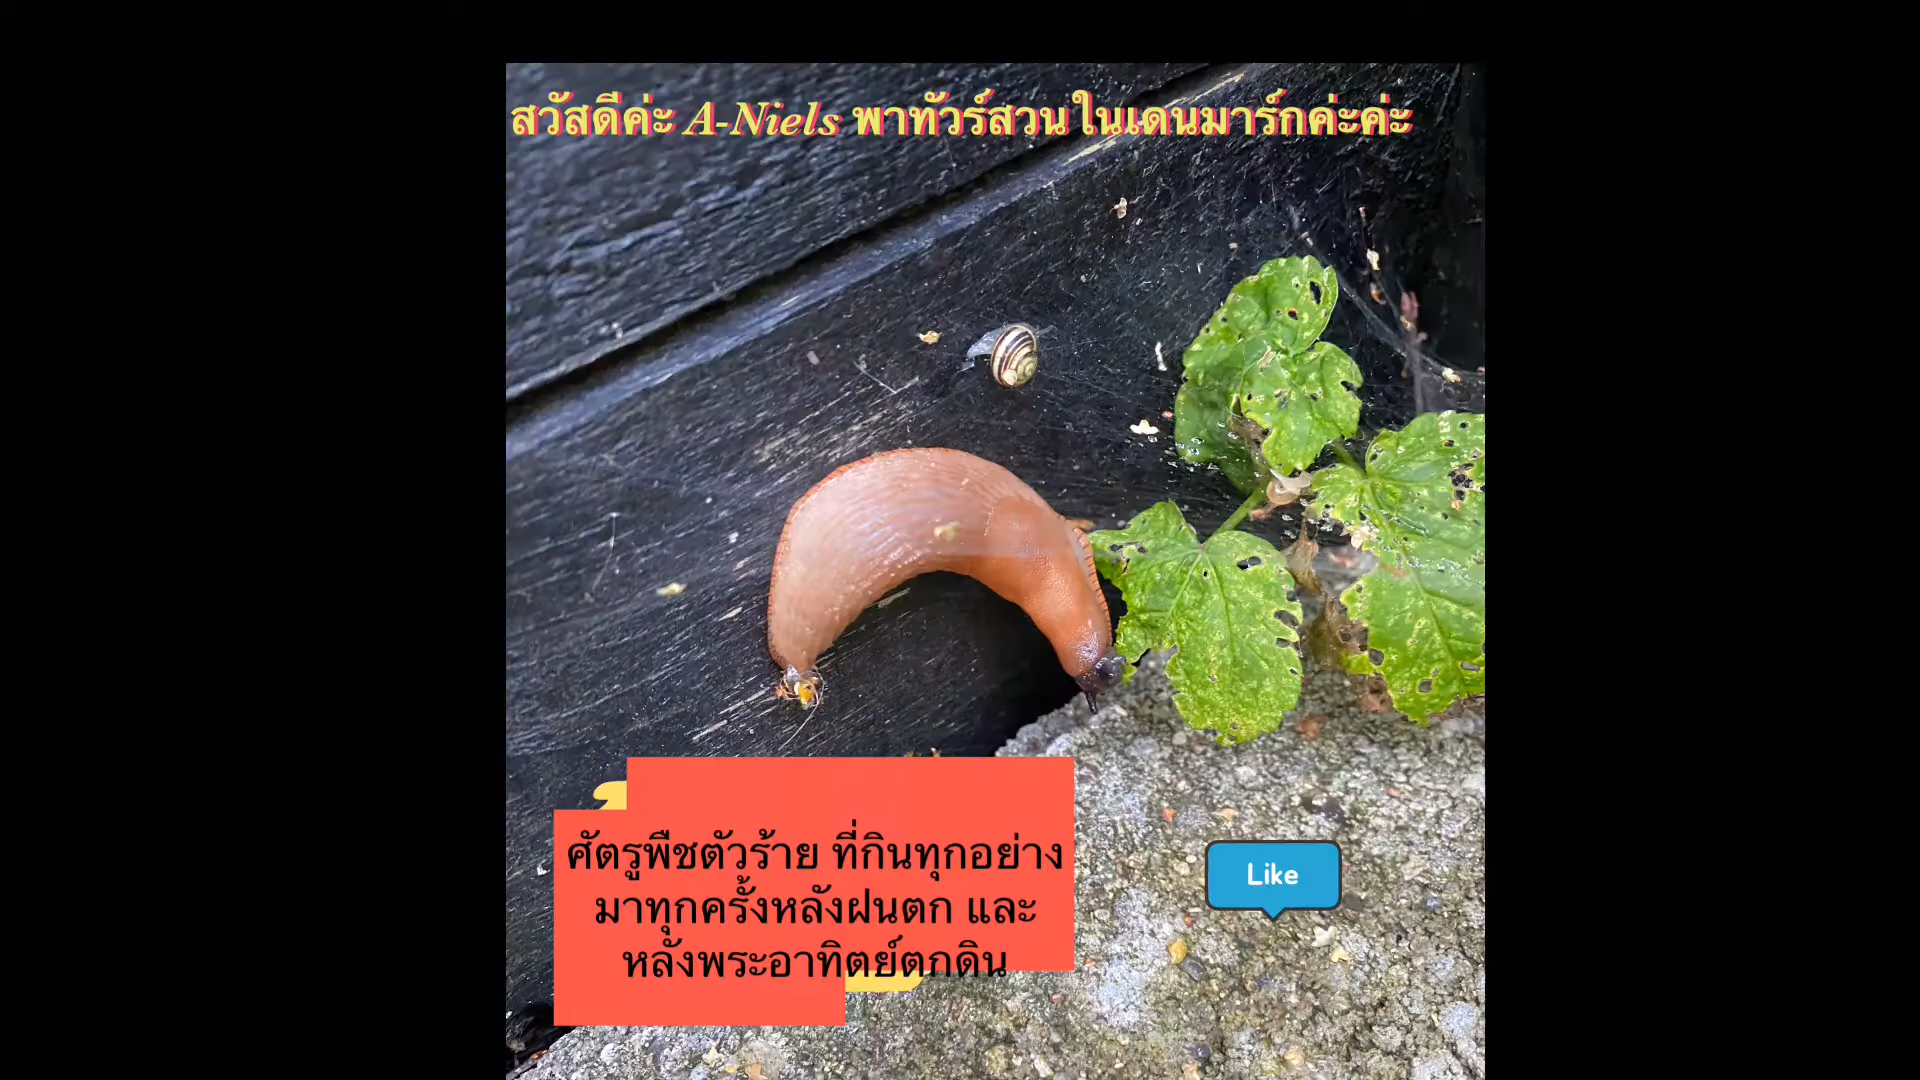 สวัสดีค่ะ A-Niels พาทัวร์สวนในเดนมาร์กค่ะค่ะ
ศัตรูพืชตัวร้าย ที่กินทุกอย่าง
มาทุกครั้งหลังฝนตก และ
หลังพระอาทิตย์ตกดิน
Like